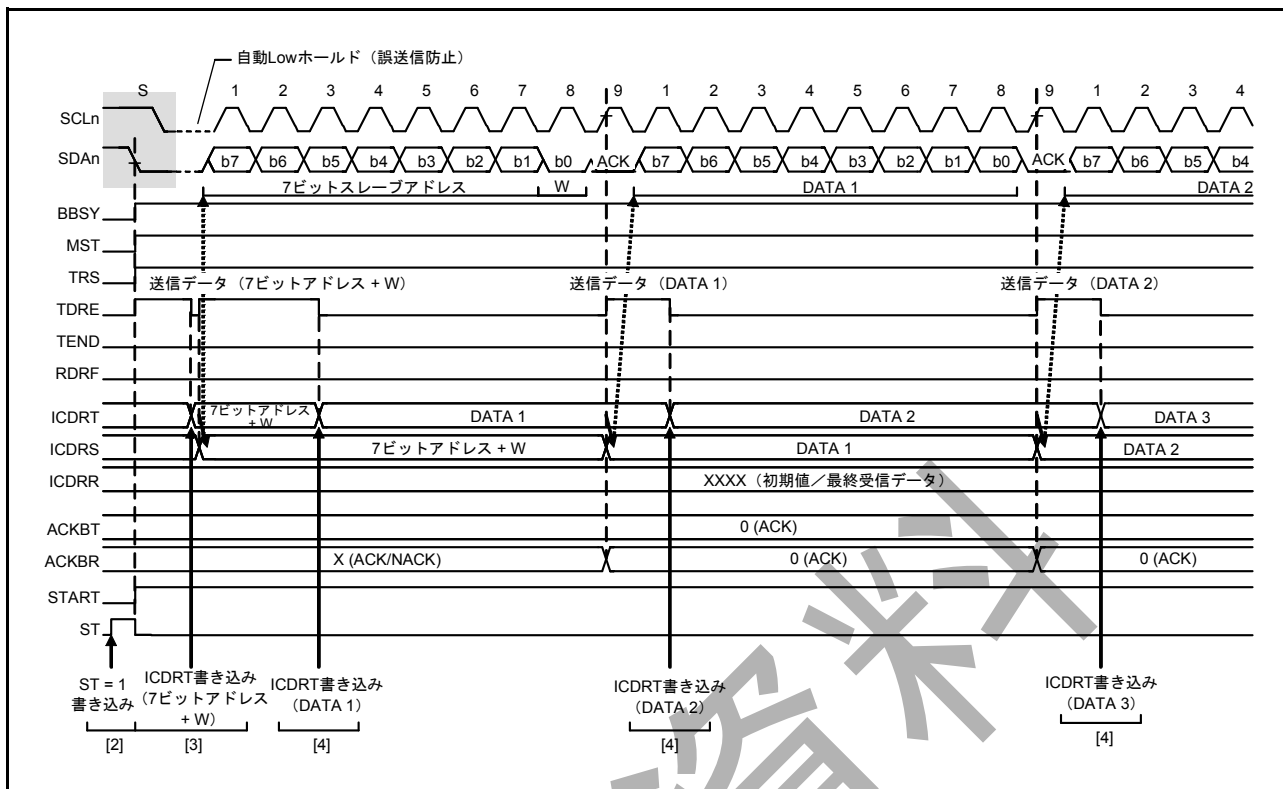 自動Lowホールド（誤送信防止）
S 1 2 3 4 5 6 7 8 9 1 2 3 4 5 6 7 8 9 1 2 3 4
SCLn
SDAn b7 b6 b5 b4 b3 b2 b1 b0 ACK b7 b6 b5 b4 b3 b2 b1 b0 ACK b7 b6 b5 b4
7ビットスレーブアドレス W DATA 1 DATA 2
BBSY
MST
TRS
送信データ（7ビットアドレス + W） 送信データ（DATA 1） 送信データ（DATA 2）
TDRE
TEND
RDRF
ICDRT 7ビットアドレス + W DATA 1 DATA 2 DATA 3
ICDRS 7ビットアドレス + W DATA 1 DATA 2
ICDRR XXXX（初期値／最終受信データ）
ACKBT 0 (ACK)
ACKBR X (ACK/NACK) 0 (ACK) 0 (ACK)
START
ST
ST = 1
書き込み
[2]
ICDRT書き込み
（7ビットアドレス
+ W）
[3]
ICDRT書き込み
（DATA 1）
[4]
ICDRT書き込み
（DATA 2）
[4]
ICDRT書き込み
（DATA 3）
[4]
資料